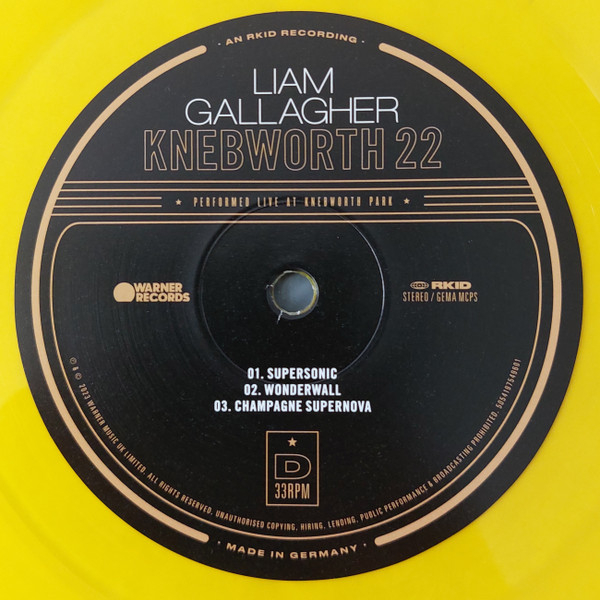 · AN RKID RECORDING ·
LIAM
GALLAGHER
KNEBWORTH 22
★ PERFORMED LIVE AT KNEBWORTH PARK ★
WARNER
RECORDS
RKID
STEREO / GEMA MCPS
01. SUPERSONIC
02. WONDERWALL
03. CHAMPAGNE SUPERNOVA
D
33RPM
℗ & © 2023 WARNER MUSIC UK LIMITED. ALL RIGHTS RESERVED. UNAUTHORISED COPYING, HIRING, LENDING, PUBLIC PERFORMANCE & BROADCASTING PROHIBITED. 5054197549601
· MADE IN GERMANY ·